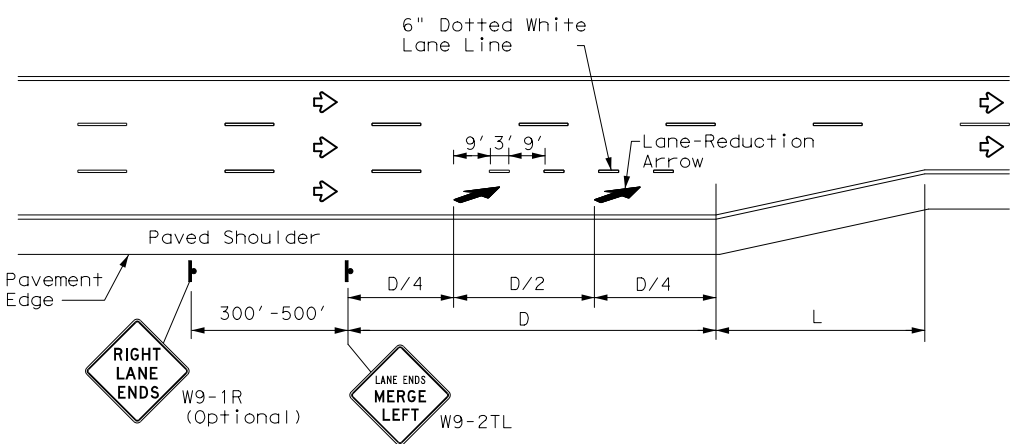 6" Dotted White
Lane Line
9' 3' 9'
Lane-Reduction
Arrow
Paved Shoulder
Pavement
Edge
D/4 D/2 D/4
300'-500' D L
RIGHT
LANE
ENDS
W9-1R
(Optional)
LANE ENDS
MERGE
LEFT
W9-2TL